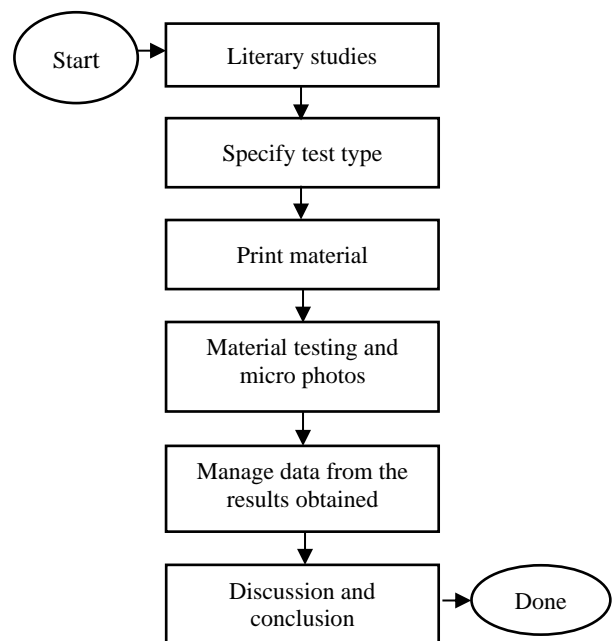 Start
Literary studies
Specify test type
Print material
Material testing and
micro photos
Manage data from the
results obtained
Discussion and
conclusion
Done